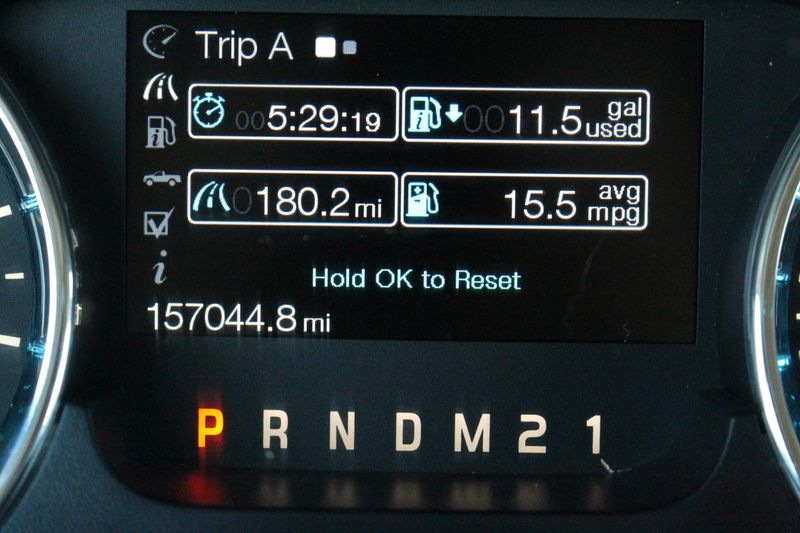 Trip A
005:29:19
0011.5 gal used
0180.2 mi
15.5 avg mpg
Hold OK to Reset
157044.8 mi
P R N D M 2 1